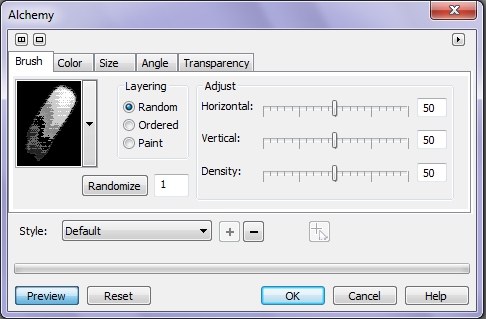 Alchemy
Brush Color Size Angle Transparency
Layering
Random
Ordered
Paint
Randomize 1
Adjust
Horizontal: 50
Vertical: 50
Density: 50
Style: Default
Preview Reset OK Cancel Help